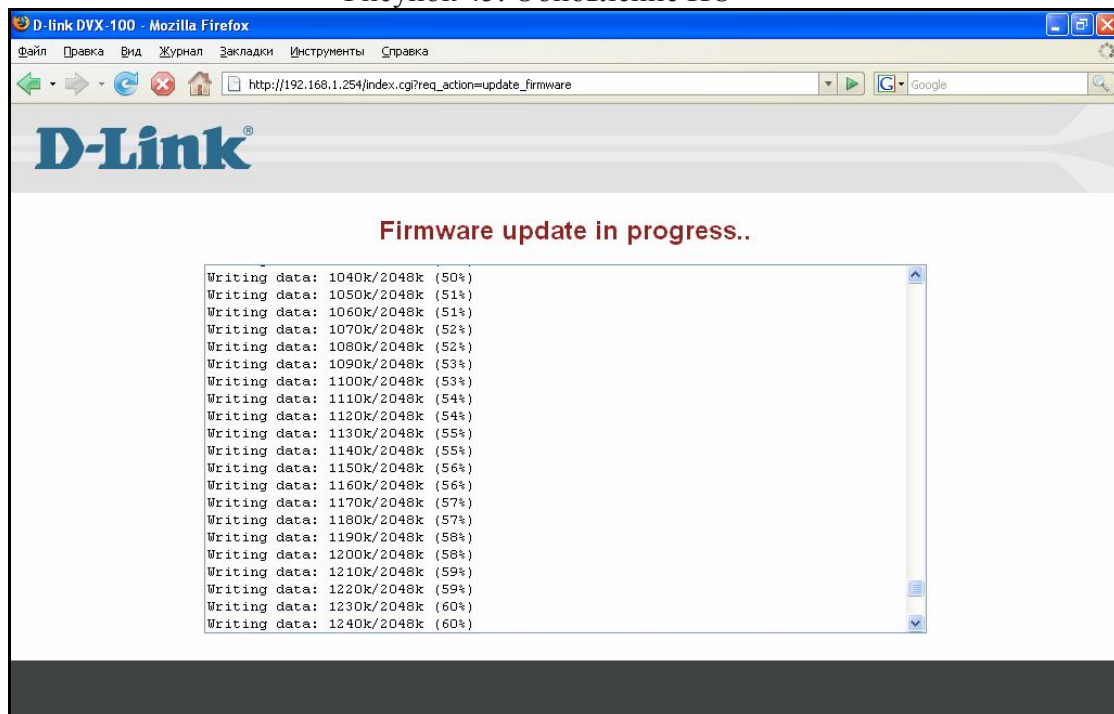 D-link DVX-100 - Mozilla Firefox
Файл Правка Вид Журнал Закладки Инструменты Справка
http://192.168.1.254/index.cgi?req_action=update_firmware G Google
D-Link®
Firmware update in progress..
Writing data: 1040k/2048k (50%)
Writing data: 1050k/2048k (51%)
Writing data: 1060k/2048k (51%)
Writing data: 1070k/2048k (52%)
Writing data: 1080k/2048k (52%)
Writing data: 1090k/2048k (53%)
Writing data: 1100k/2048k (53%)
Writing data: 1110k/2048k (54%)
Writing data: 1120k/2048k (54%)
Writing data: 1130k/2048k (55%)
Writing data: 1140k/2048k (55%)
Writing data: 1150k/2048k (56%)
Writing data: 1160k/2048k (56%)
Writing data: 1170k/2048k (57%)
Writing data: 1180k/2048k (57%)
Writing data: 1190k/2048k (58%)
Writing data: 1200k/2048k (58%)
Writing data: 1210k/2048k (59%)
Writing data: 1220k/2048k (59%)
Writing data: 1230k/2048k (60%)
Writing data: 1240k/2048k (60%)